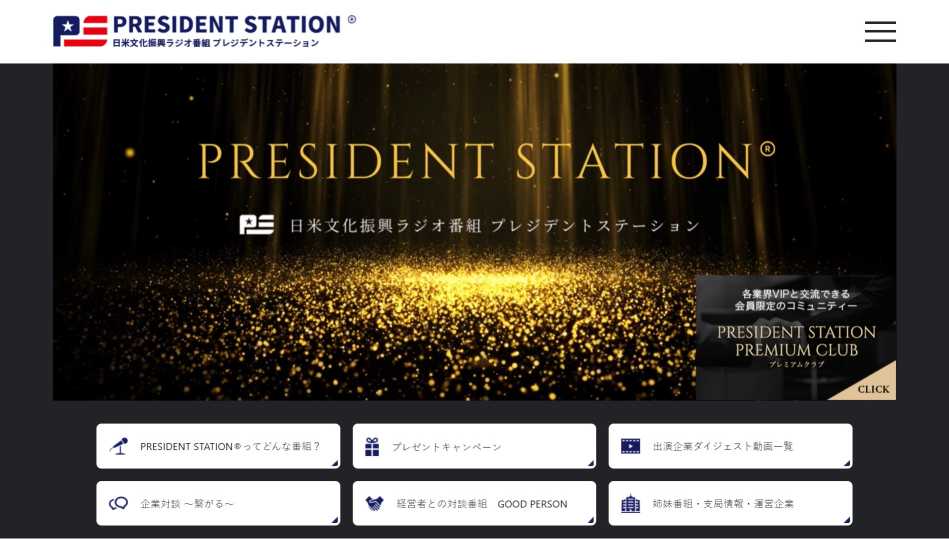 PRESIDENT STATION ®
日米文化振興ラジオ番組 プレジデントステーション
PRESIDENT STATION®
PS 日米文化振興ラジオ番組 プレジデントステーション
各業界VIPと交流できる
会員限定のコミュニティー
PRESIDENT STATION
PREMIUM CLUB
プレミアムクラブ
CLICK
PRESIDENT STATION®ってどんな番組？
プレゼントキャンペーン
出演企業ダイジェスト動画一覧
企業対談 〜繋がる〜
経営者との対談番組　GOOD PERSON
姉妹番組・支局情報・運営企業